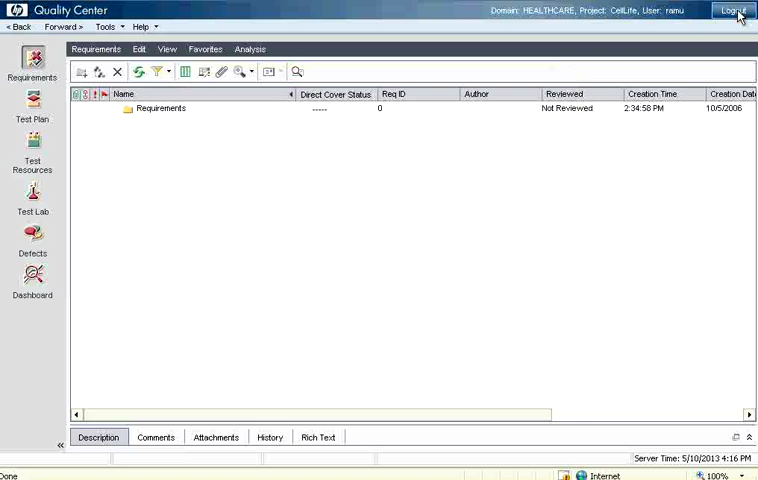 hp Quality Center
Domain: HEALTHCARE, Project: CellLife, User: ramu
Logout
< Back Forward > Tools Help
Requirements Edit View Favorites Analysis
Requirements
Test Plan
Test
Resources
Test Lab
Defects
Dashboard
Name Direct Cover Status Req ID Author Reviewed Creation Time Creation Dat
Requirements ----- 0 Not Reviewed 2:34:58 PM 10/5/2006
Description Comments Attachments History Rich Text
Server Time: 5/10/2013 4:16 PM
Done Internet 100%